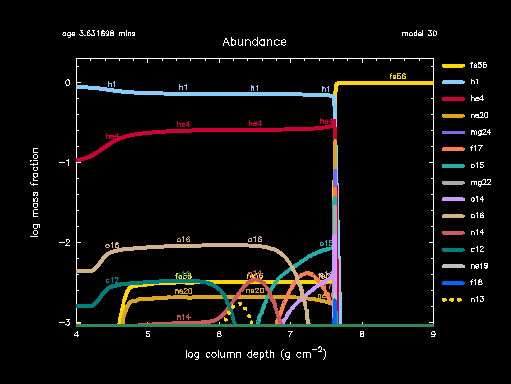 age 3.631698 mins
model 30
Abundance
fe56
h1 h1 h1 h1
he4 he4 he4 he4
o16 o16 o16
o15
c12
fe56 fe56
ne20 ne20
n14
0
-1
-2
-3
4 5 6 7 8 9
log mass fraction
log column depth (g cm-2)
fe56
h1
he4
ne20
mg24
f17
o15
mg22
o14
o16
n14
c12
ne19
f18
n13